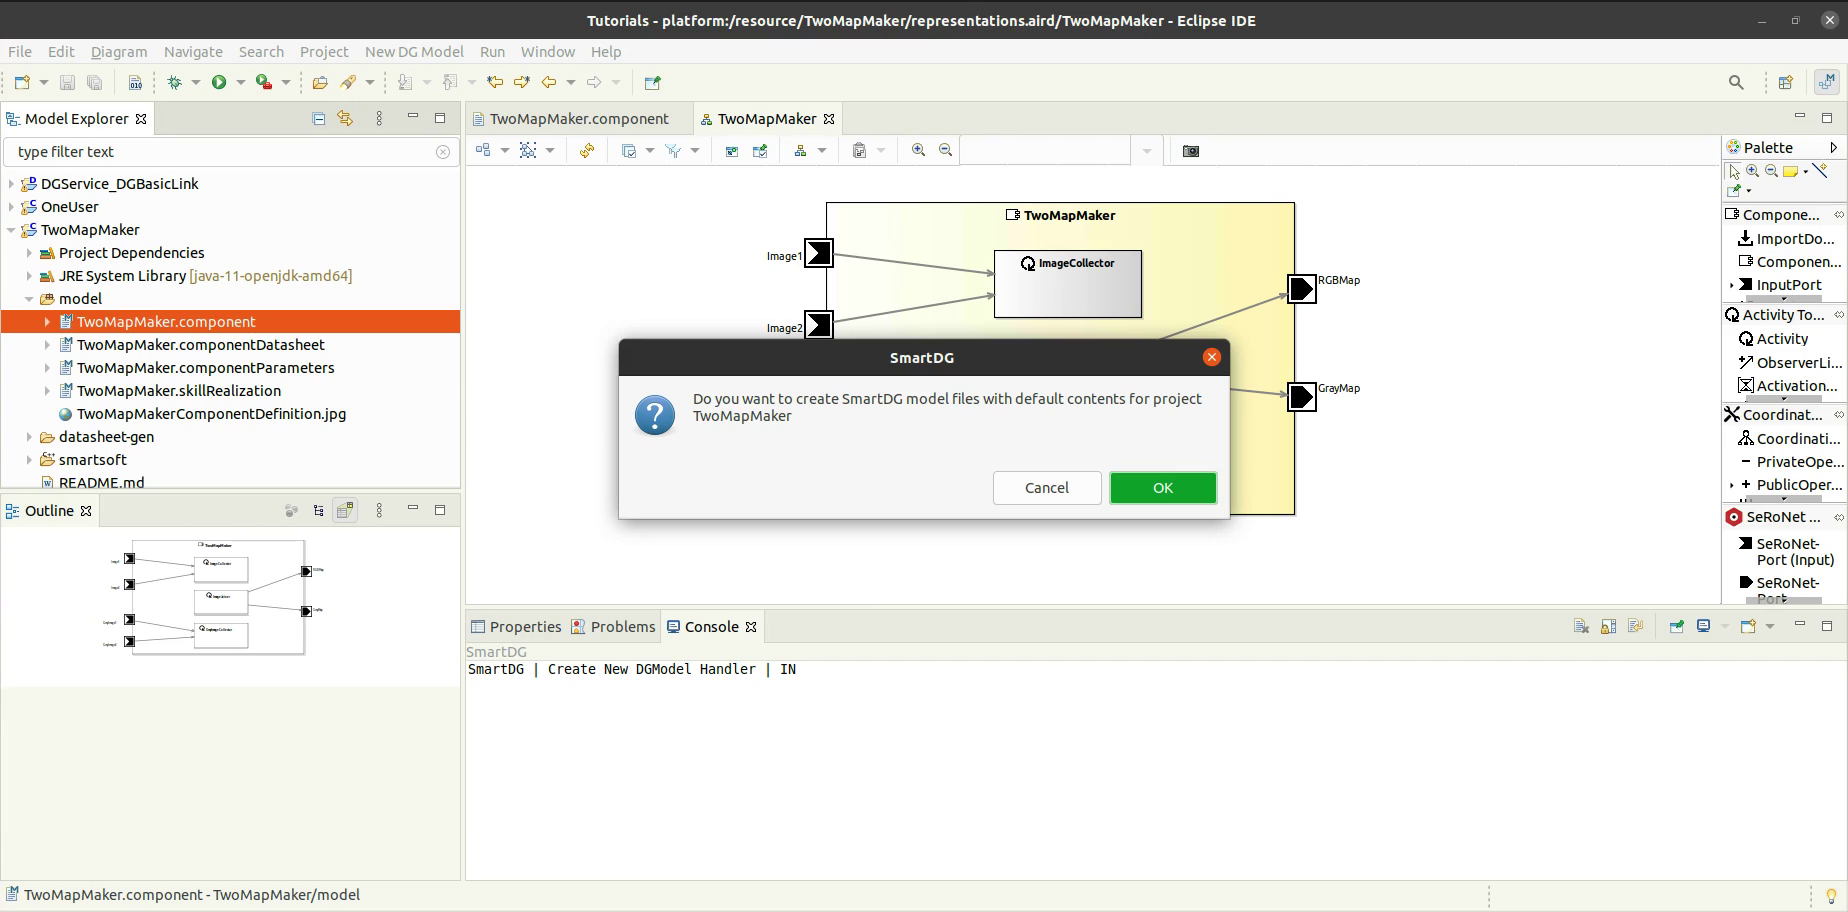 Tutorials - platform:/resource/TwoMapMaker/representations.aird/TwoMapMaker - Eclipse IDE
File Edit Diagram Navigate Search Project New DG Model Run Window Help
Model Explorer
type filter text
DGService_DGBasicLink
OneUser
TwoMapMaker
Project Dependencies
JRE System Library [java-11-openjdk-amd64]
model
TwoMapMaker.component
TwoMapMaker.componentDatasheet
TwoMapMaker.componentParameters
TwoMapMaker.skillRealization
TwoMapMakerComponentDefinition.jpg
datasheet-gen
smartsoft
README.md
Outline
TwoMapMaker.component
TwoMapMaker
TwoMapMaker
Image1
ImageCollector
RGBMap
Image2
GrayMap
SmartDG
Do you want to create SmartDG model files with default contents for project
TwoMapMaker
Cancel
OK
Palette
Compone...
ImportDo...
Componen...
InputPort
Activity To...
Activity
ObserverLi...
Activation...
Coordinat...
Coordinati...
PrivateOpe...
PublicOper...
SeRoNet ...
SeRoNet-
Port (Input)
SeRoNet-
Port
Properties
Problems
Console
SmartDG
SmartDG | Create New DGModel Handler | IN
TwoMapMaker.component - TwoMapMaker/model